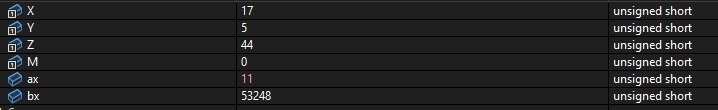 X 17 unsigned short
Y 5 unsigned short
Z 44 unsigned short
M 0 unsigned short
ax 11 unsigned short
bx 53248 unsigned short